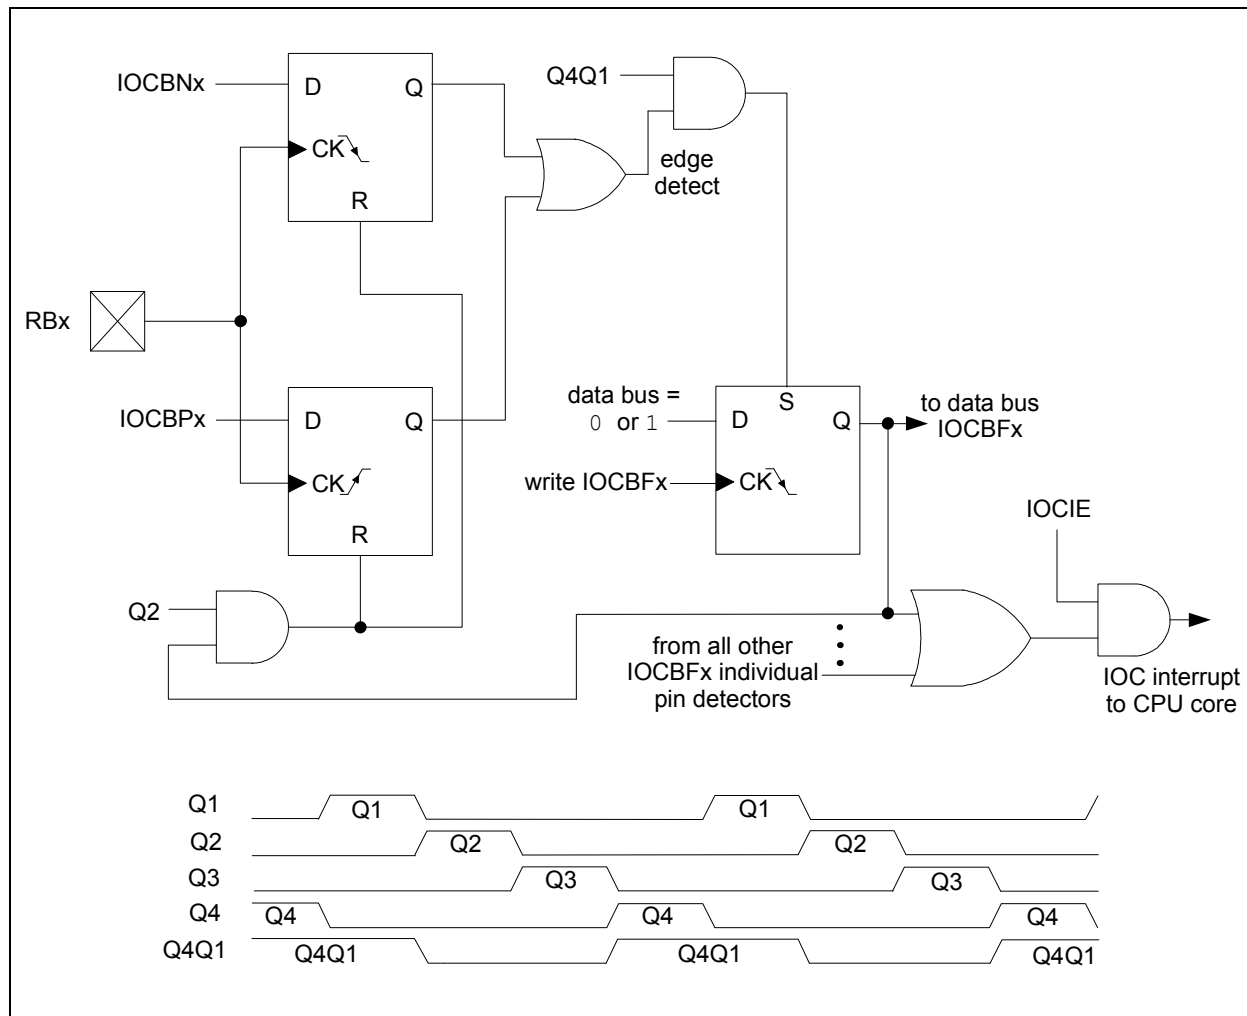 IOCBNx
D
Q
CK
R
Q4Q1
edge
detect
RBx
IOCBPx
D
Q
CK
R
data bus =
0 or 1
D
S
Q
to data bus
IOCBFx
write IOCBFx
CK
IOCIE
Q2
from all other
IOCBFx individual
pin detectors
IOC interrupt
to CPU core
Q1 Q1 Q1
Q2 Q2 Q2
Q3 Q3 Q3
Q4 Q4 Q4 Q4
Q4Q1 Q4Q1 Q4Q1 Q4Q1